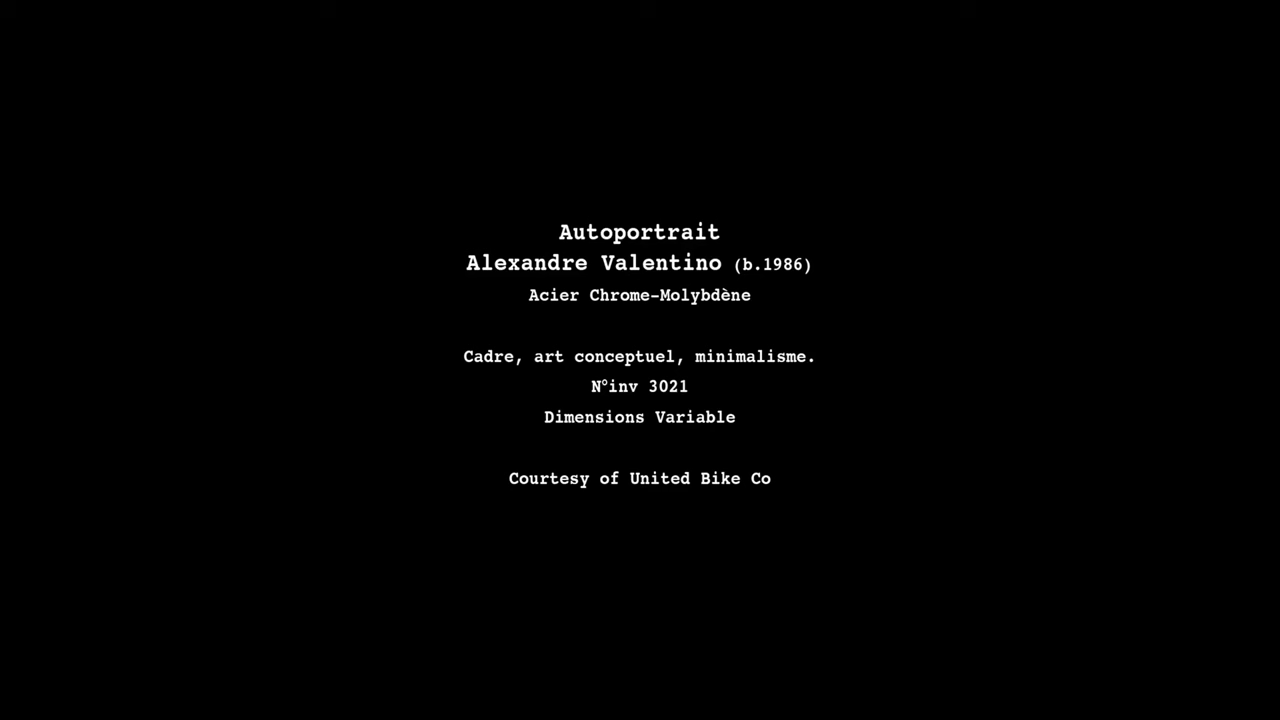 Autoportrait
Alexandre Valentino (b.1986)
Acier Chrome-Molybdène
Cadre, art conceptuel, minimalisme.
N°inv 3021
Dimensions Variable
Courtesy of United Bike Co